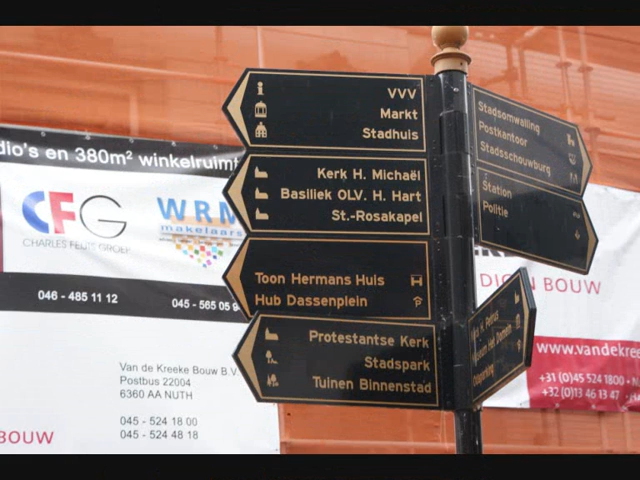 VVV
Markt
Stadhuis
Kerk H. Michaël
Basiliek OLV. H. Hart
St.-Rosakapel
Toon Hermans Huis
Hub Dassenplein
Protestantse Kerk
Stadspark
Tuinen Binnenstad
Stadsomwalling
Postkantoor
Stadsschouwburg
Station
Politie
Petrus
dio's en 380m² winkelruimt
CFG
CHARLES FELIS GROEP
WRM
makelaars
046 - 485 11 12
045 - 565 05 9
Van de Kreeke Bouw B.V.
Postbus 22004
6360 AA NUTH
045 - 524 18 00
045 - 524 48 18
BOUW
BOUW
www.vandekree
+31 (0)45 524 1800
+32 (0)13 46 13 47